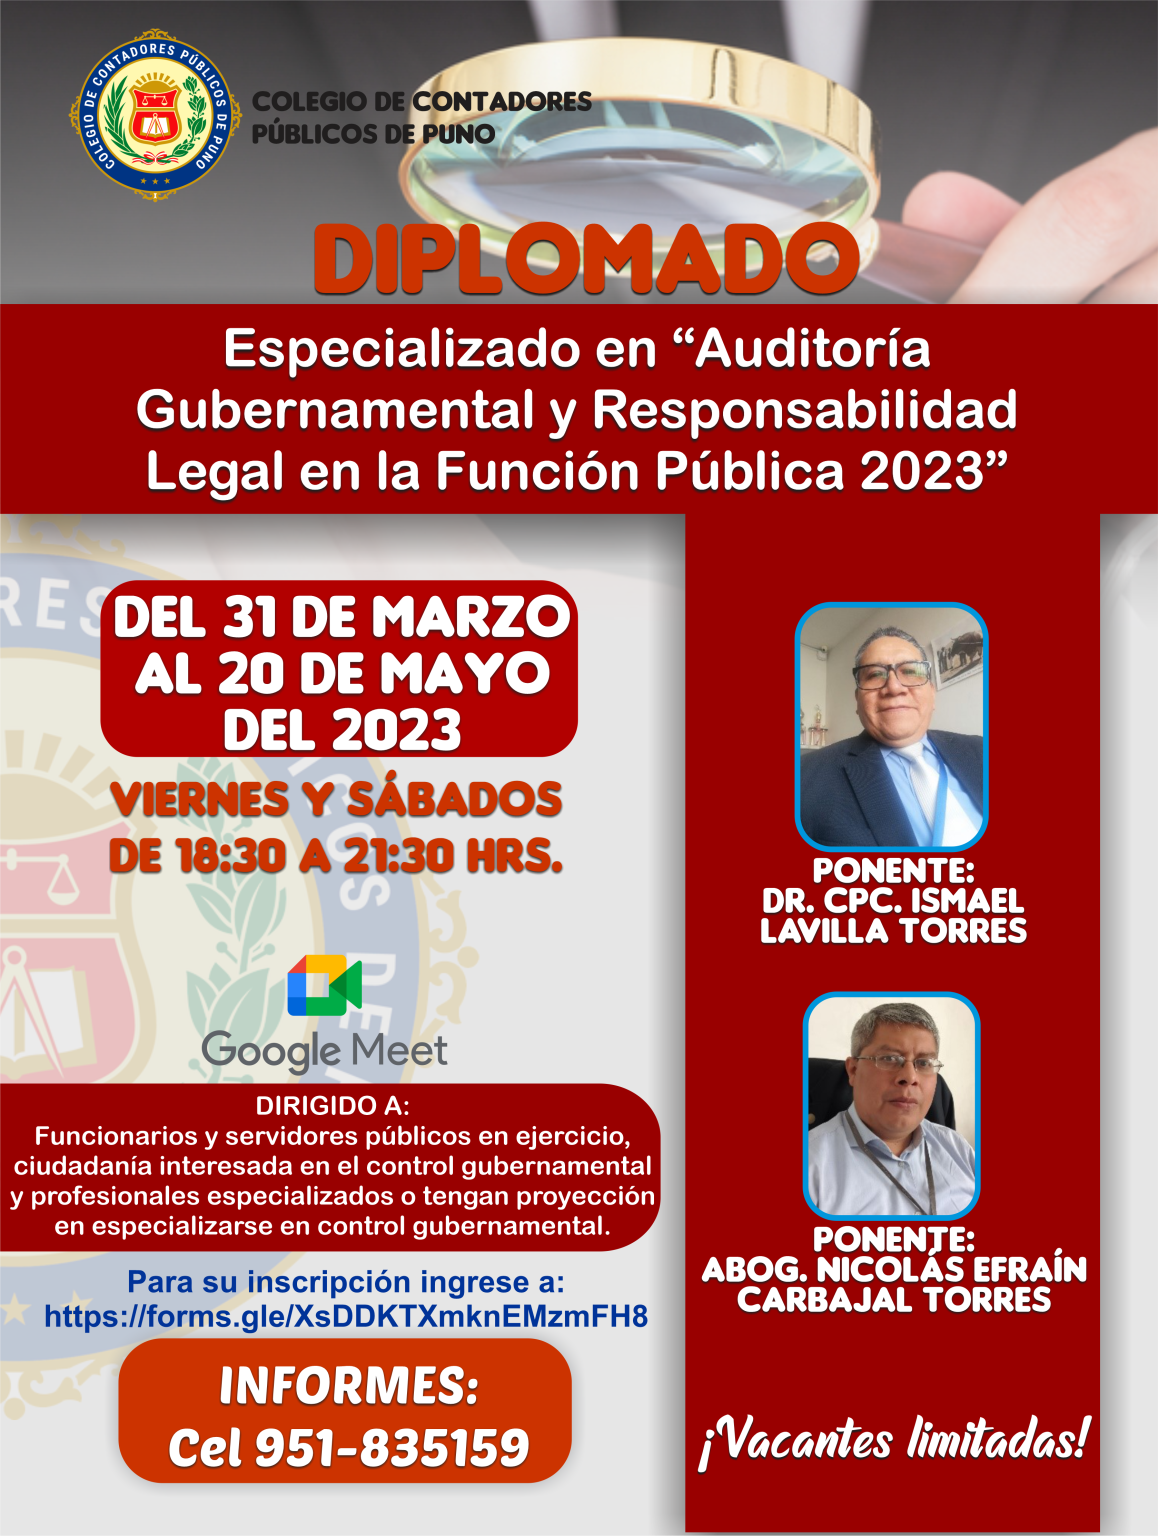 COLEGIO DE CONTADORES PÚBLICOS DE PUNO
COLEGIO DE CONTADORES
PÚBLICOS DE PUNO
DIPLOMADO
Especializado en “Auditoría
Gubernamental y Responsabilidad
Legal en la Función Pública 2023”
DEL 31 DE MARZO
AL 20 DE MAYO
DEL 2023
VIERNES Y SÁBADOS
DE 18:30 A 21:30 HRS.
Google Meet
DIRIGIDO A:
Funcionarios y servidores públicos en ejercicio,
ciudadanía interesada en el control gubernamental
y profesionales especializados o tengan proyección
en especializarse en control gubernamental.
Para su inscripción ingrese a:
https://forms.gle/XsDDKTXmknEMzmFH8
INFORMES:
Cel 951-835159
PONENTE:
DR. CPC. ISMAEL
LAVILLA TORRES
PONENTE:
ABOG. NICOLÁS EFRAÍN
CARBAJAL TORRES
¡Vacantes limitadas!